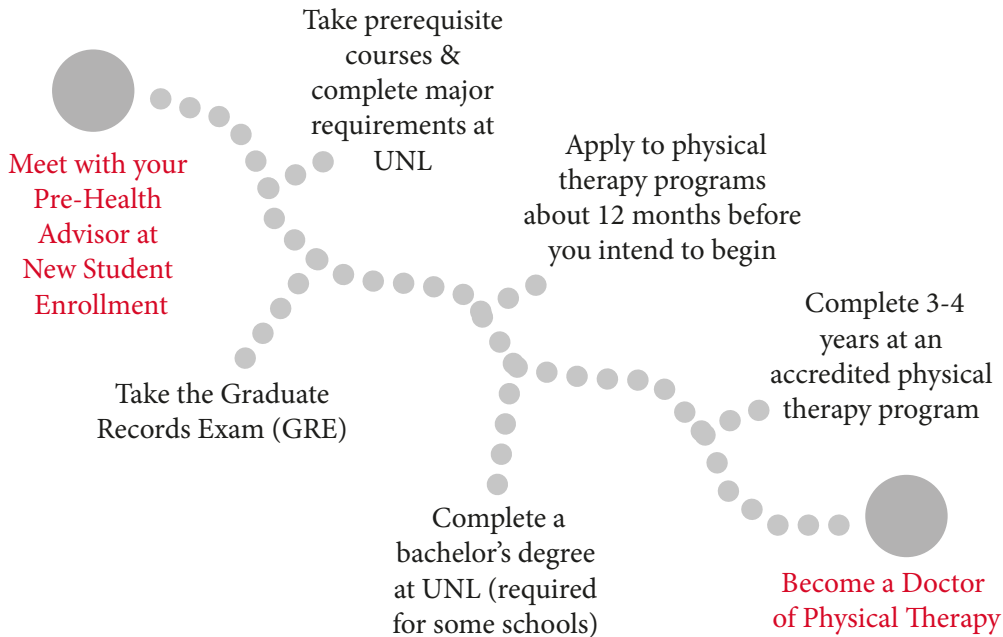 Take prerequisite
courses &
complete major
requirements at
UNL
Meet with your
Pre-Health
Advisor at
New Student
Enrollment
Apply to physical
therapy programs
about 12 months before
you intend to begin
Take the Graduate
Records Exam (GRE)
Complete 3-4
years at an
accredited physical
therapy program
Complete a
bachelor’s degree
at UNL (required
for some schools)
Become a Doctor
of Physical Therapy